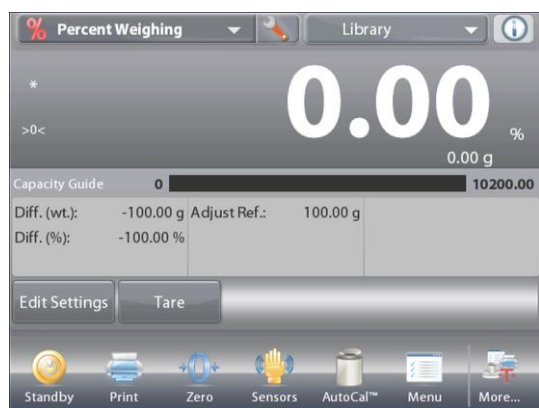 % Percent Weighing Library
*
0.00 %
>0<
0.00 g
Capacity Guide 0 10200.00
Diff. (wt.): -100.00 g Adjust Ref.: 100.00 g
Diff. (%): -100.00 %
Edit Settings Tare
Standby Print Zero Sensors AutoCal™ Menu More...